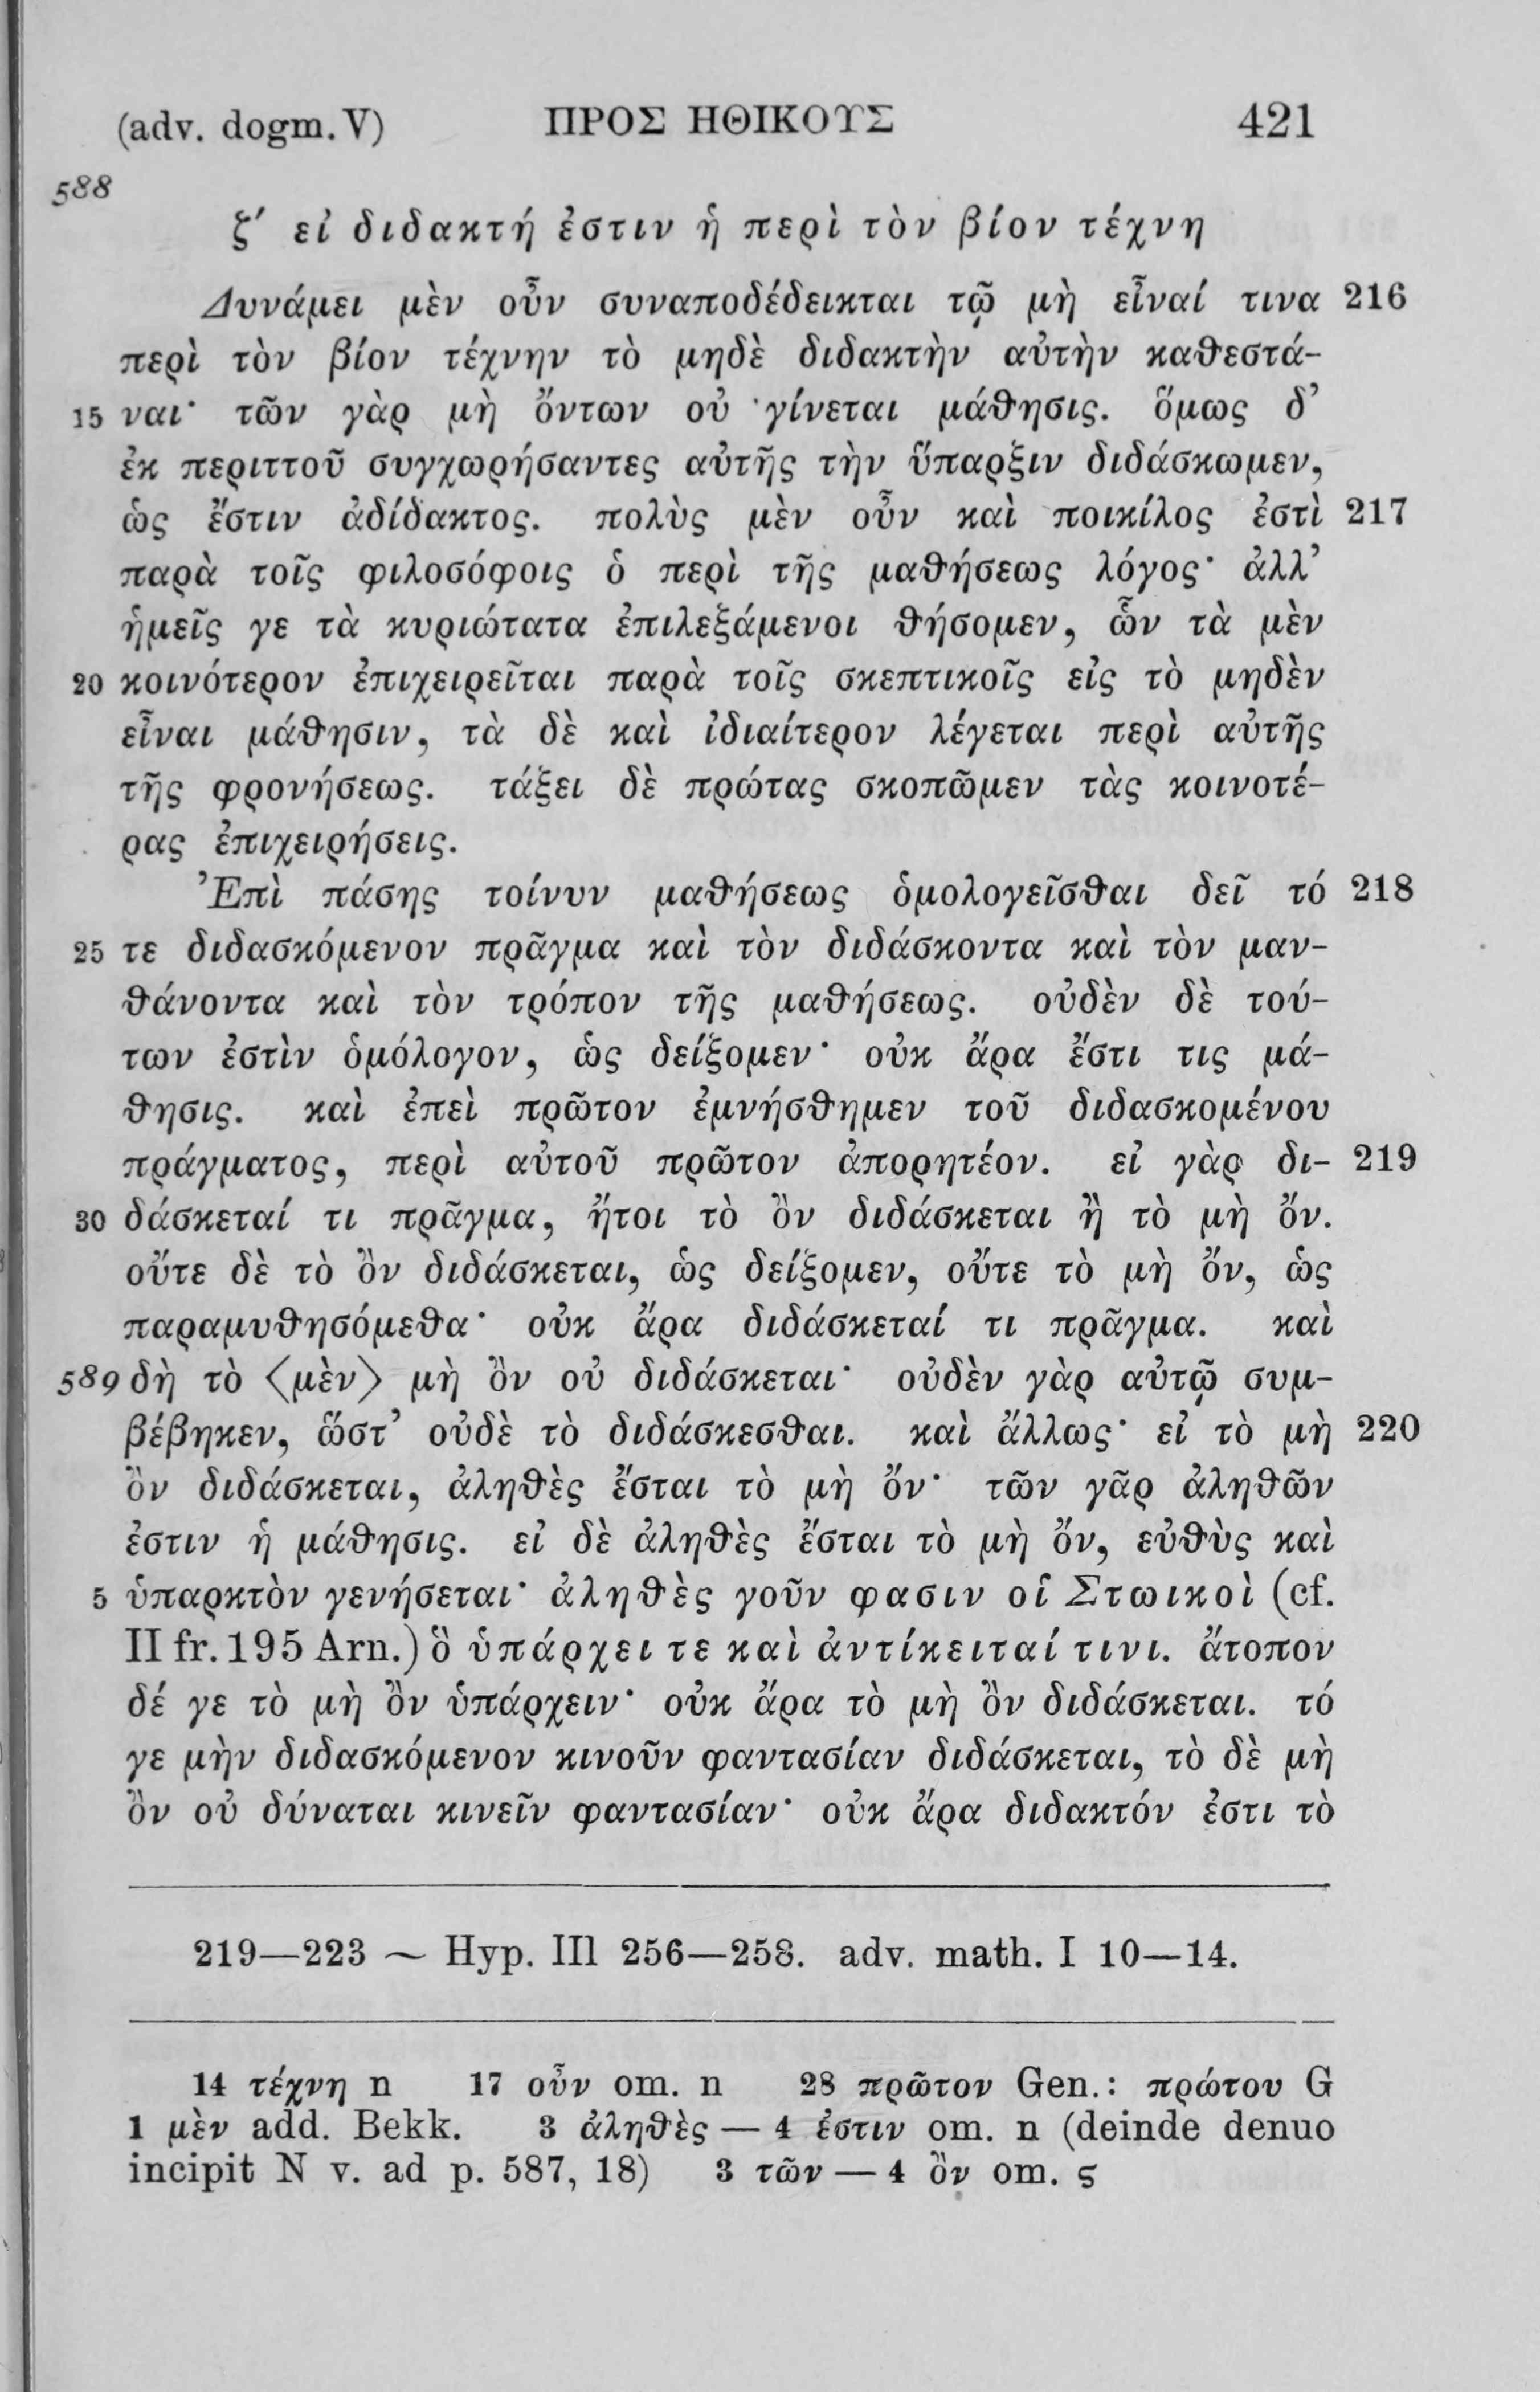 (adv. dogm. V) ΠΡΟΣ ΗΘΙΚΟΥΣ 421
588
ζ′ εἰ διδακτή ἐστιν ἡ περὶ τὸν βίον τέχνη
Δυνάμει μὲν οὖν συναποδέδεικται τῷ μὴ εἶναί τινα 216
περὶ τὸν βίον τέχνην τὸ μηδὲ διδακτὴν αὐτὴν καθεστά-
15 ναι· τῶν γὰρ μὴ ὄντων οὐ γίνεται μάθησις. ὅμως δ’
ἐκ περιττοῦ συγχωρήσαντες αὐτῆς τὴν ὕπαρξιν διδάσκωμεν,
ὡς ἔστιν ἀδίδακτος. πολὺς μὲν οὖν καὶ ποικίλος ἐστὶ 217
παρὰ τοῖς φιλοσόφοις ὁ περὶ τῆς μαθήσεως λόγος· ἀλλ’
ἡμεῖς γε τὰ κυριώτατα ἐπιλεξάμενοι θήσομεν, ὧν τὰ μὲν
20 κοινότερον ἐπιχειρεῖται παρὰ τοῖς σκεπτικοῖς εἰς τὸ μηδὲν
εἶναι μάθησιν, τὰ δὲ καὶ ἰδιαίτερον λέγεται περὶ αὐτῆς
τῆς φρονήσεως. τάξει δὲ πρώτας σκοπῶμεν τὰς κοινοτέ-
ρας ἐπιχειρήσεις.
Ἐπὶ πάσης τοίνυν μαθήσεως ὁμολογεῖσθαι δεῖ τό 218
25 τε διδασκόμενον πρᾶγμα καὶ τὸν διδάσκοντα καὶ τὸν μαν-
θάνοντα καὶ τὸν τρόπον τῆς μαθήσεως. οὐδὲν δὲ τού-
των ἐστὶν ὁμόλογον, ὡς δείξομεν· οὐκ ἄρα ἔστι τις μά-
θησις. καὶ ἐπεὶ πρῶτον ἐμνήσθημεν τοῦ διδασκομένου
πράγματος, περὶ αὐτοῦ πρῶτον ἀπορητέον. εἰ γὰρ δι- 219
30 δάσκεταί τι πρᾶγμα, ἤτοι τὸ ὂν διδάσκεται ἢ τὸ μὴ ὄν.
οὔτε δὲ τὸ ὂν διδάσκεται, ὡς δείξομεν, οὔτε τὸ μὴ ὄν, ὡς
παραμυθησόμεθα· οὐκ ἄρα διδάσκεταί τι πρᾶγμα. καὶ
589 δὴ τὸ ⟨μὲν⟩ μὴ ὂν οὐ διδάσκεται· οὐδὲν γὰρ αὐτῷ συμ-
βέβηκεν, ὥστ’ οὐδὲ τὸ διδάσκεσθαι. καὶ ἄλλως· εἰ τὸ μὴ 220
ὂν διδάσκεται, ἀληθὲς ἔσται τὸ μὴ ὄν· τῶν γᾶρ ἀληθῶν
ἐστιν ἡ μάθησις. εἰ δὲ ἀληθὲς ἔσται τὸ μὴ ὄν, εὐθὺς καὶ
5 ὑπαρκτὸν γενήσεται· ἀληθὲς γοῦν φασιν οἱ Στωικοὶ (cf.
II fr. 195 Arn.) ὃ ὑπάρχει τε καὶ ἀντίκειταί τινι. ἄτοπον
δέ γε τὸ μὴ ὂν ὑπάρχειν· οὐκ ἄρα τὸ μὴ ὂν διδάσκεται. τό
γε μὴν διδασκόμενον κινοῦν φαντασίαν διδάσκεται, τὸ δὲ μὴ
ὂν οὐ δύναται κινεῖν φαντασίαν· οὐκ ἄρα διδακτόν ἐστι τὸ
219—223 ~ Hyp. III 256—258. adv. math. I 10—14.
14 τέχνη n 17 οὖν om. n 28 πρῶτον Gen.: πρώτου G
1 μὲν add. Bekk. 3 ἀληθὲς — 4 ἐστιν om. n (deinde denuo
incipit N v. ad p. 587, 18) 3 τῶν — 4 ὂν om. ς